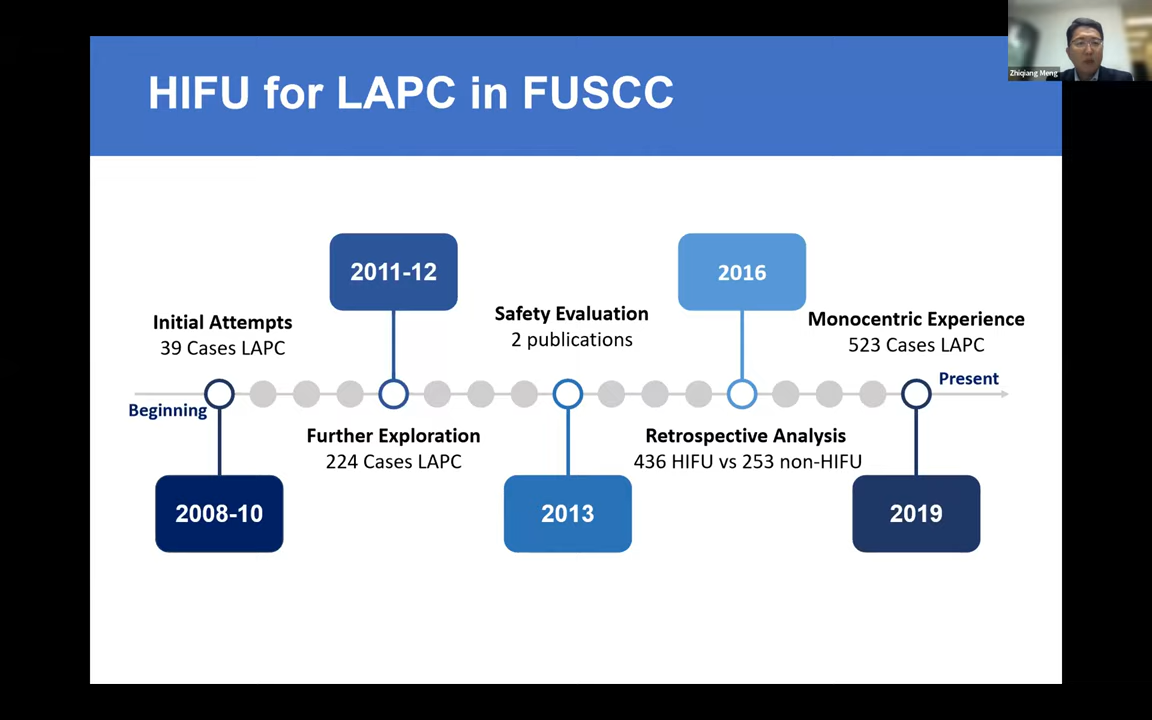 Zhiqiang Meng
HIFU for LAPC in FUSCC
2011-12
2016
Initial Attempts
39 Cases LAPC
Safety Evaluation
2 publications
Monocentric Experience
523 Cases LAPC
Beginning
Present
Further Exploration
224 Cases LAPC
Retrospective Analysis
436 HIFU vs 253 non-HIFU
2008-10
2013
2019